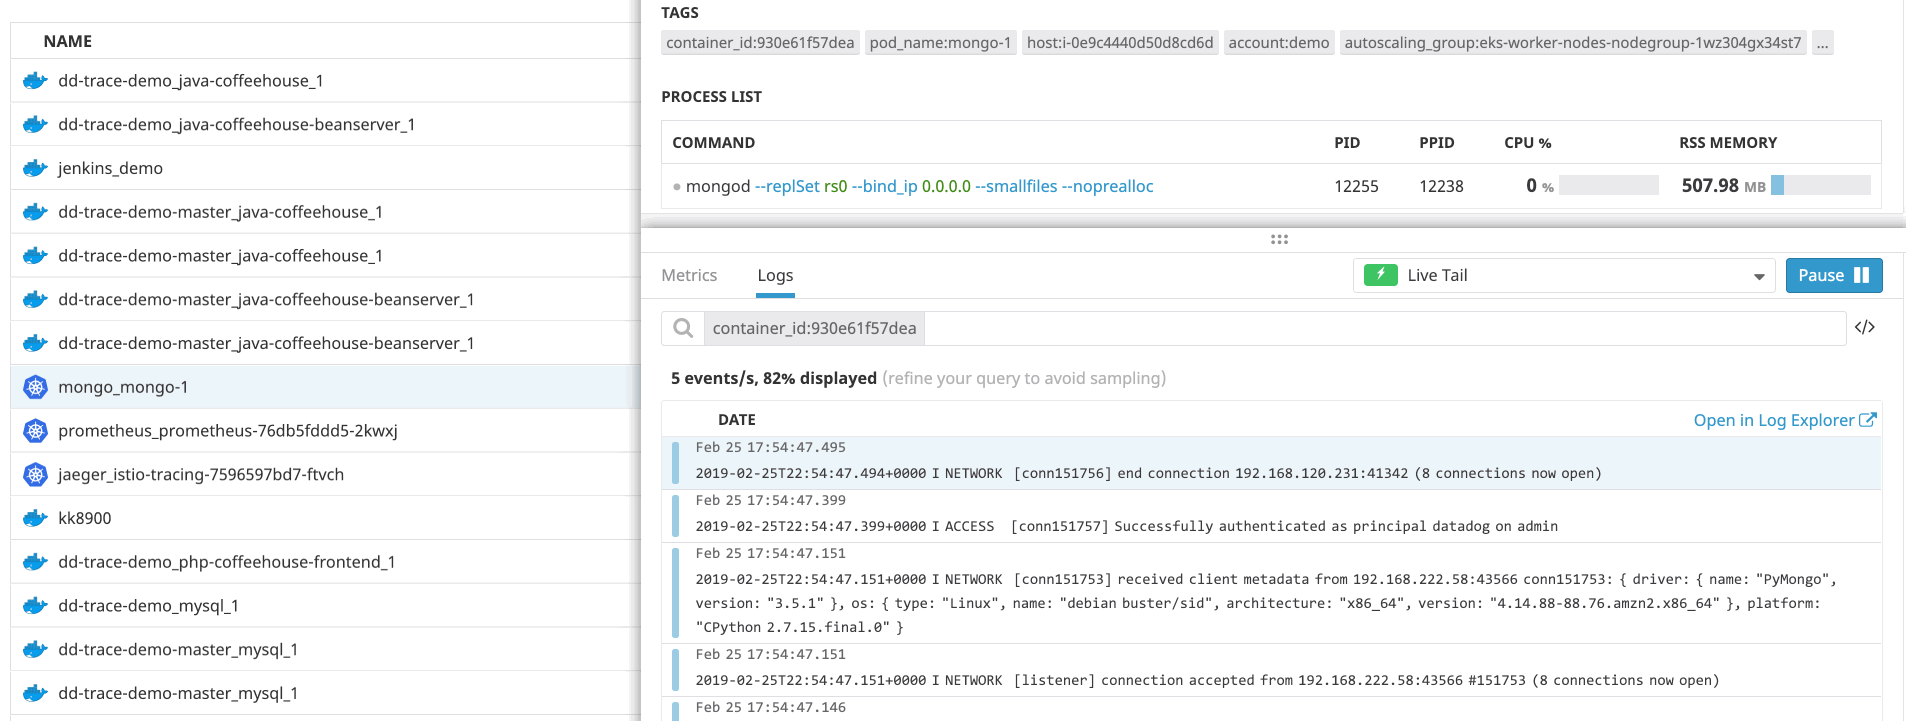 NAME
dd-trace-demo_java-coffeehouse_1
dd-trace-demo_java-coffeehouse-beanserver_1
jenkins_demo
dd-trace-demo-master_java-coffeehouse_1
dd-trace-demo-master_java-coffeehouse_1
dd-trace-demo-master_java-coffeehouse-beanserver_1
dd-trace-demo-master_java-coffeehouse-beanserver_1
mongo_mongo-1
prometheus_prometheus-76db5fddd5-2kwxj
jaeger_istio-tracing-7596597bd7-ftvch
kk8900
dd-trace-demo_php-coffeehouse-frontend_1
dd-trace-demo_mysql_1
dd-trace-demo-master_mysql_1
dd-trace-demo-master_mysql_1
TAGS
container_id:930e61f57dea pod_name:mongo-1 host:i-0e9c4440d50d8cd6d account:demo autoscaling_group:eks-worker-nodes-nodegroup-1wz304gx34st7 ...
PROCESS LIST
COMMAND PID PPID CPU % RSS MEMORY
mongod --replSet rs0 --bind_ip 0.0.0.0 --smallfiles --noprealloc 12255 12238 0 % 507.98 MB
Metrics Logs Live Tail Pause
container_id:930e61f57dea </>
5 events/s, 82% displayed (refine your query to avoid sampling)
DATE Open in Log Explorer
Feb 25 17:54:47.495
2019-02-25T22:54:47.494+0000 I NETWORK [conn151756] end connection 192.168.120.231:41342 (8 connections now open)
Feb 25 17:54:47.399
2019-02-25T22:54:47.399+0000 I ACCESS [conn151757] Successfully authenticated as principal datadog on admin
Feb 25 17:54:47.151
2019-02-25T22:54:47.151+0000 I NETWORK [conn151753] received client metadata from 192.168.222.58:43566 conn151753: { driver: { name: "PyMongo",
version: "3.5.1" }, os: { type: "Linux", name: "debian buster/sid", architecture: "x86_64", version: "4.14.88-88.76.amzn2.x86_64" }, platform:
"CPython 2.7.15.final.0" }
Feb 25 17:54:47.151
2019-02-25T22:54:47.151+0000 I NETWORK [listener] connection accepted from 192.168.222.58:43566 #151753 (8 connections now open)
Feb 25 17:54:47.146